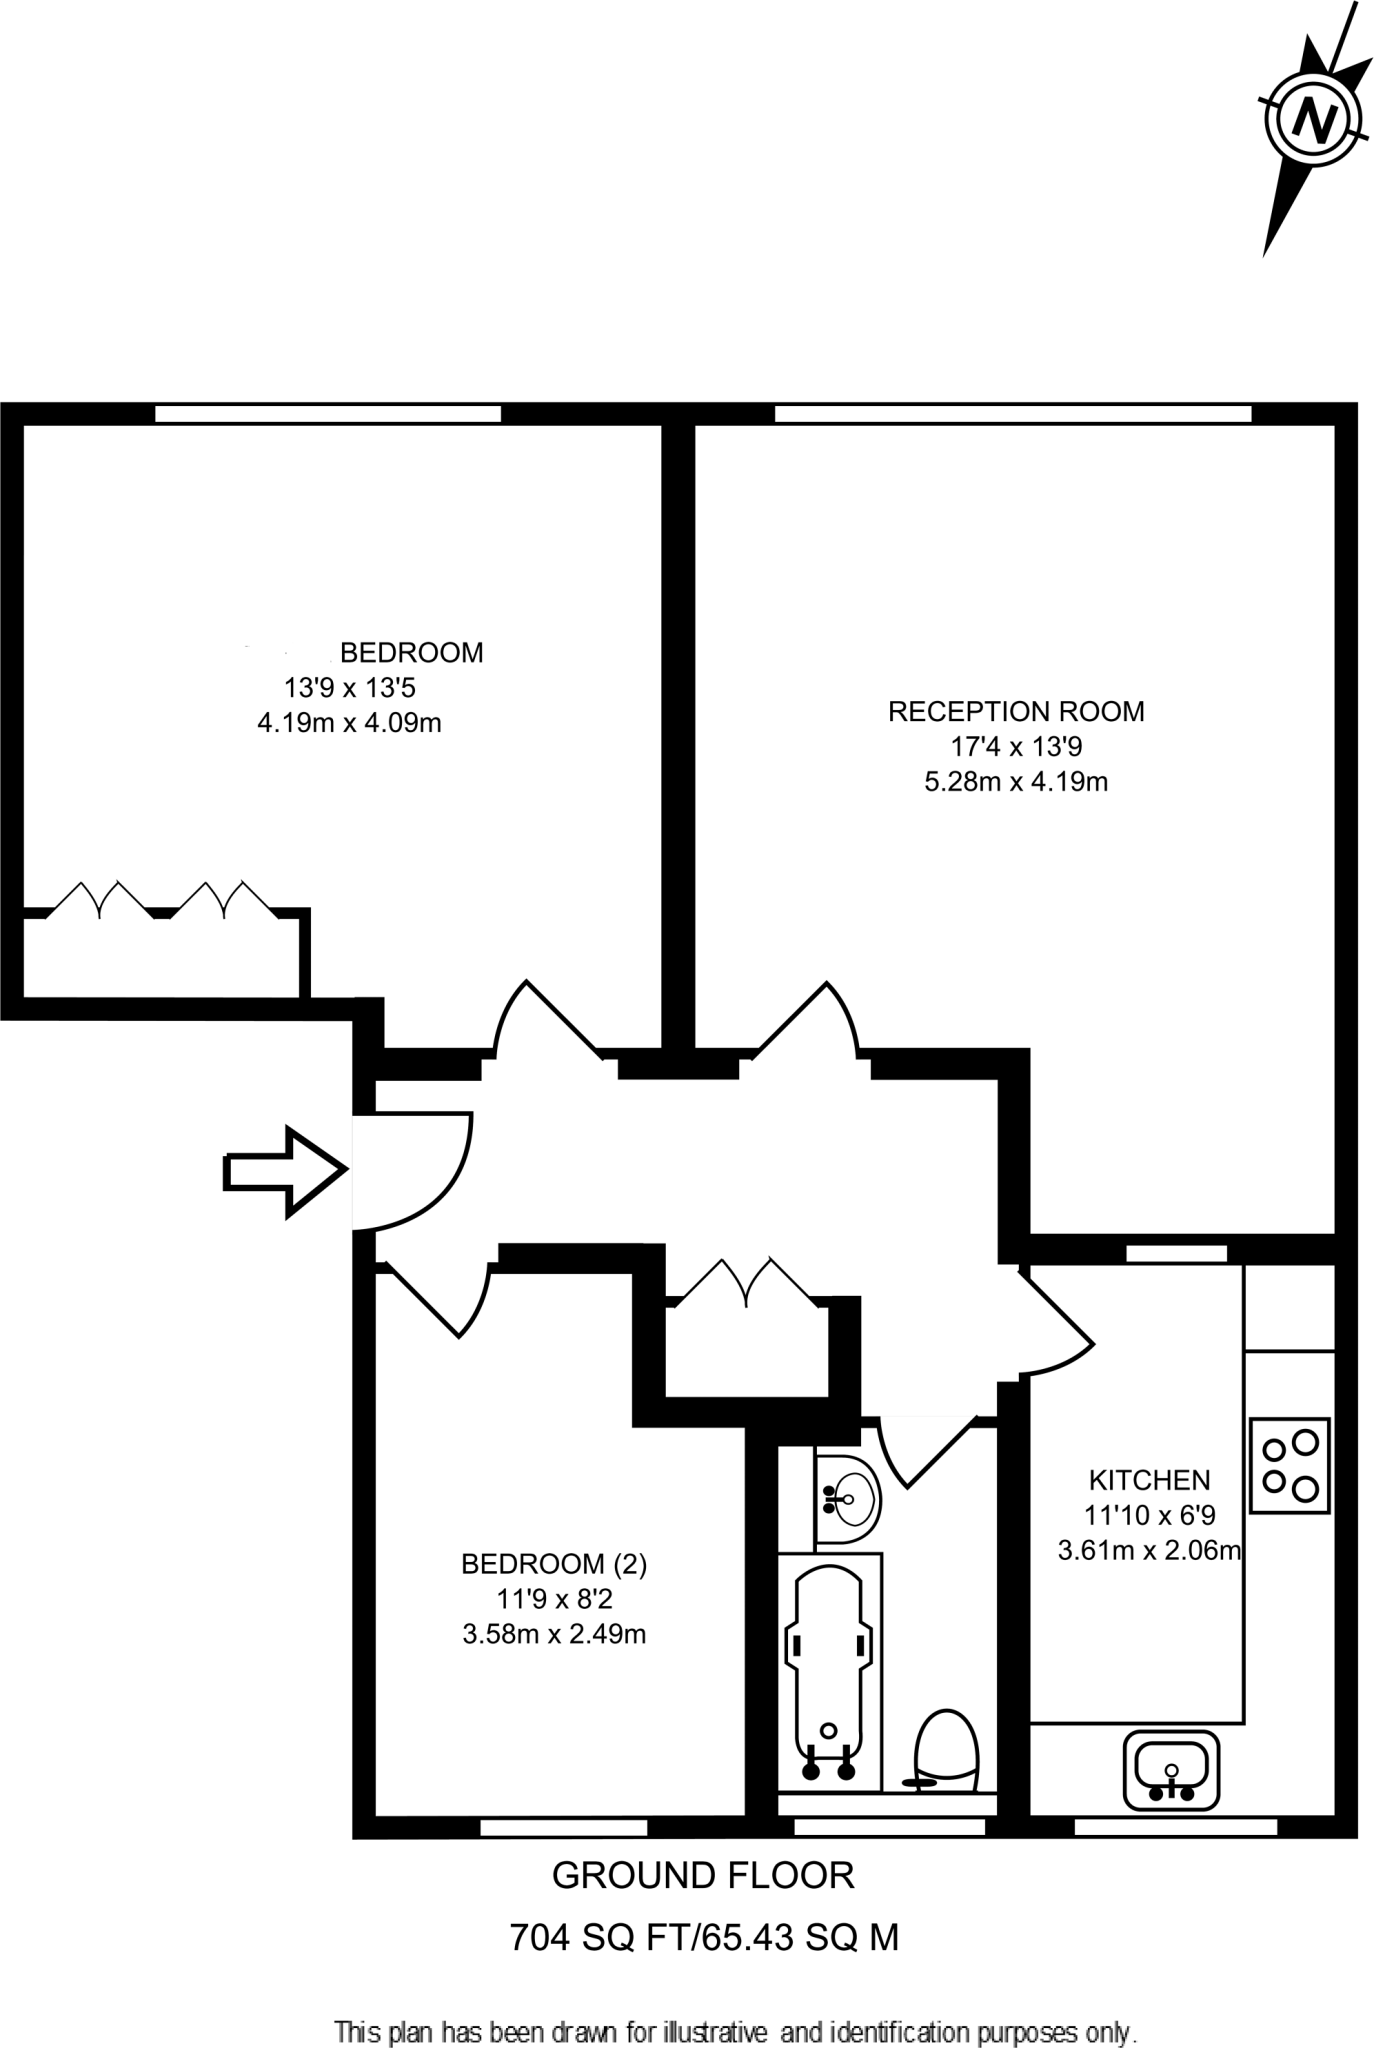 N
BEDROOM
13'9 x 13'5
4.19m x 4.09m
RECEPTION ROOM
17'4 x 13'9
5.28m x 4.19m
KITCHEN
11'10 x 6'9
3.61m x 2.06m
BEDROOM (2)
11'9 x 8'2
3.58m x 2.49m
GROUND FLOOR
704 SQ FT/65.43 SQ M
This plan has been drawn for illustrative and identification purposes only.